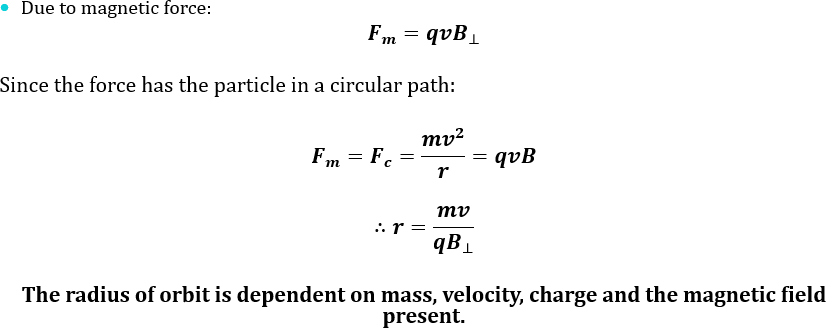 • Due to magnetic force:
F_m = qvB_⊥
Since the force has the particle in a circular path:
F_m = F_c = mv²/r = qvB
∴ r = mv/qB_⊥
The radius of orbit is dependent on mass, velocity, charge and the magnetic field
present.